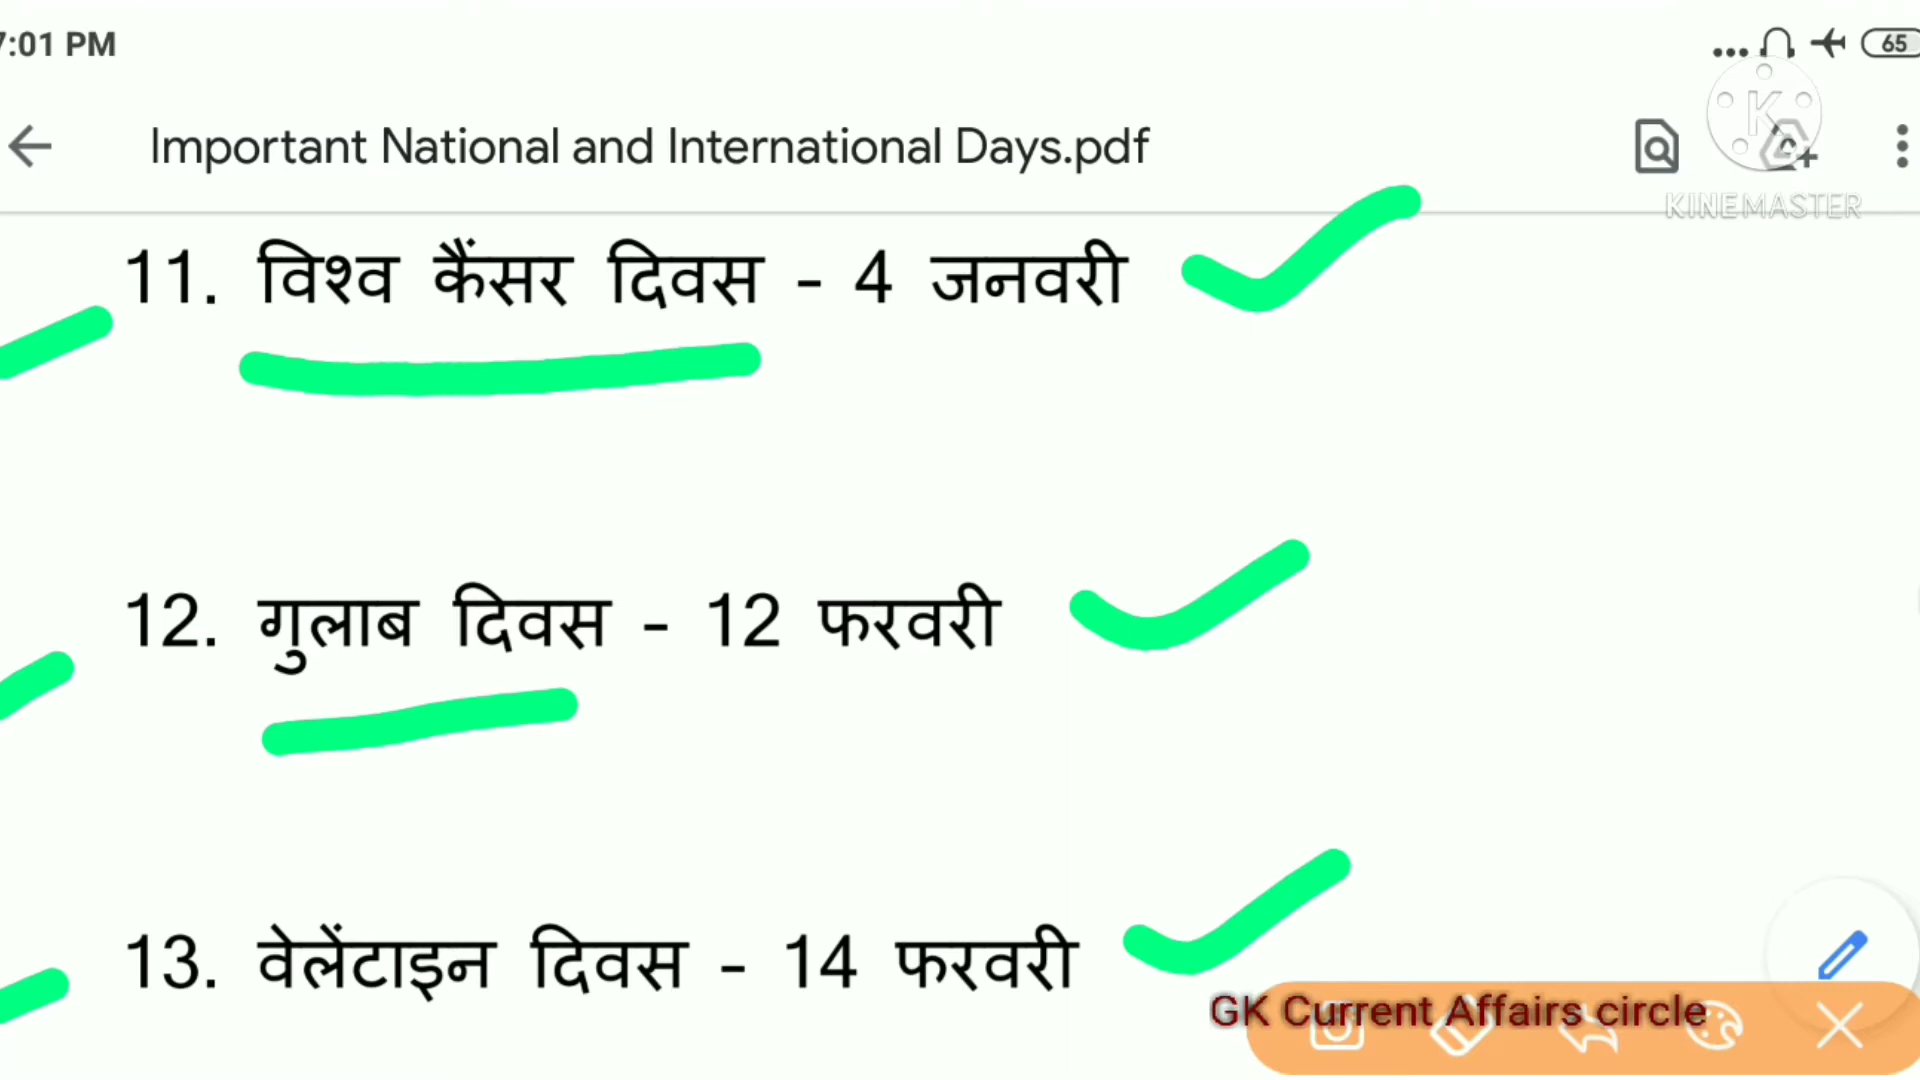 7:01 PM
65
Important National and International Days.pdf
KINEMASTER
11. विश्व कैंसर दिवस - 4 जनवरी
12. गुलाब दिवस - 12 फरवरी
13. वेलेंटाइन दिवस - 14 फरवरी
GK Current Affairs circle